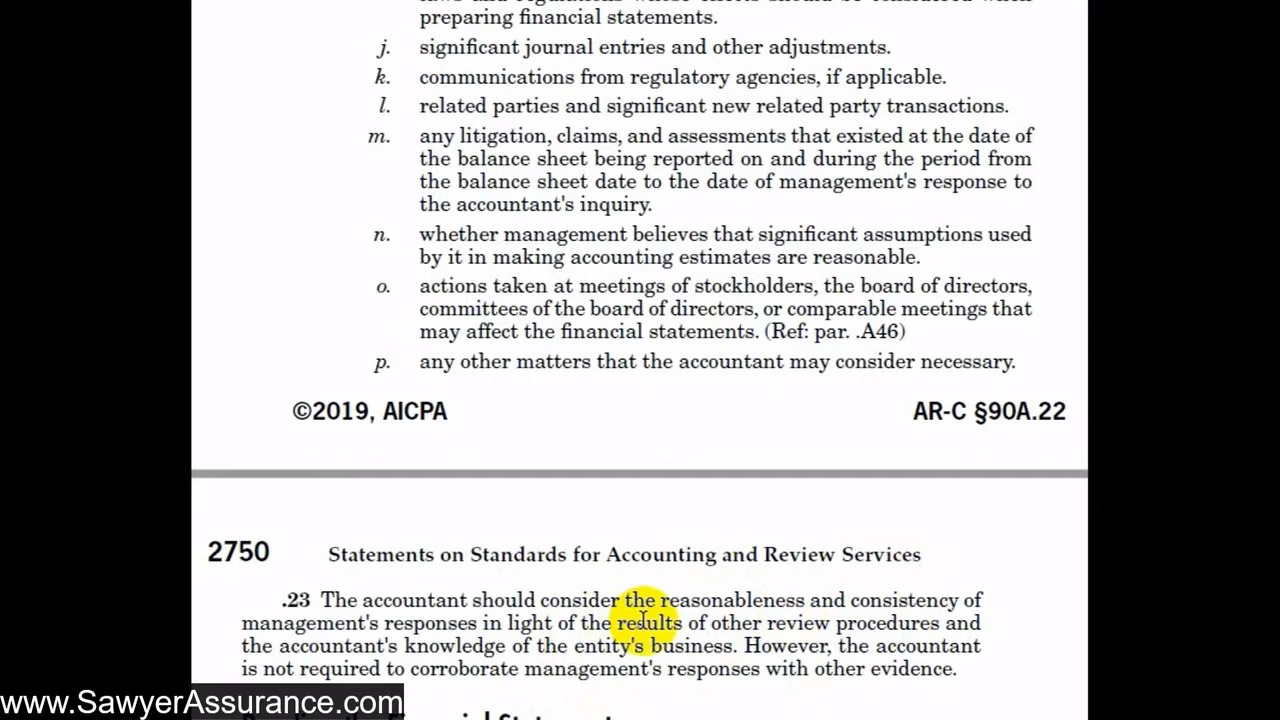 preparing financial statements.
j. significant journal entries and other adjustments.
k. communications from regulatory agencies, if applicable.
l. related parties and significant new related party transactions.
m. any litigation, claims, and assessments that existed at the date of
the balance sheet being reported on and during the period from
the balance sheet date to the date of management's response to
the accountant's inquiry.
n. whether management believes that significant assumptions used
by it in making accounting estimates are reasonable.
o. actions taken at meetings of stockholders, the board of directors,
committees of the board of directors, or comparable meetings that
may affect the financial statements. (Ref: par. .A46)
p. any other matters that the accountant may consider necessary.
©2019, AICPA AR-C §90A.22
2750 Statements on Standards for Accounting and Review Services
.23 The accountant should consider the reasonableness and consistency of
management's responses in light of the results of other review procedures and
the accountant's knowledge of the entity's business. However, the accountant
is not required to corroborate management's responses with other evidence.
www.SawyerAssurance.com